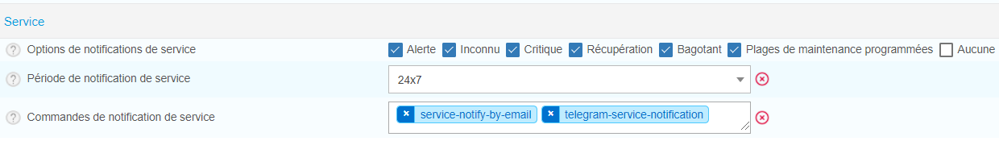 Service
? Options de notifications de service Alerte Inconnu Critique Récupération Bagotant Plages de maintenance programmées Aucune
? Période de notification de service 24x7
? Commandes de notification de service × service-notify-by-email × telegram-service-notification